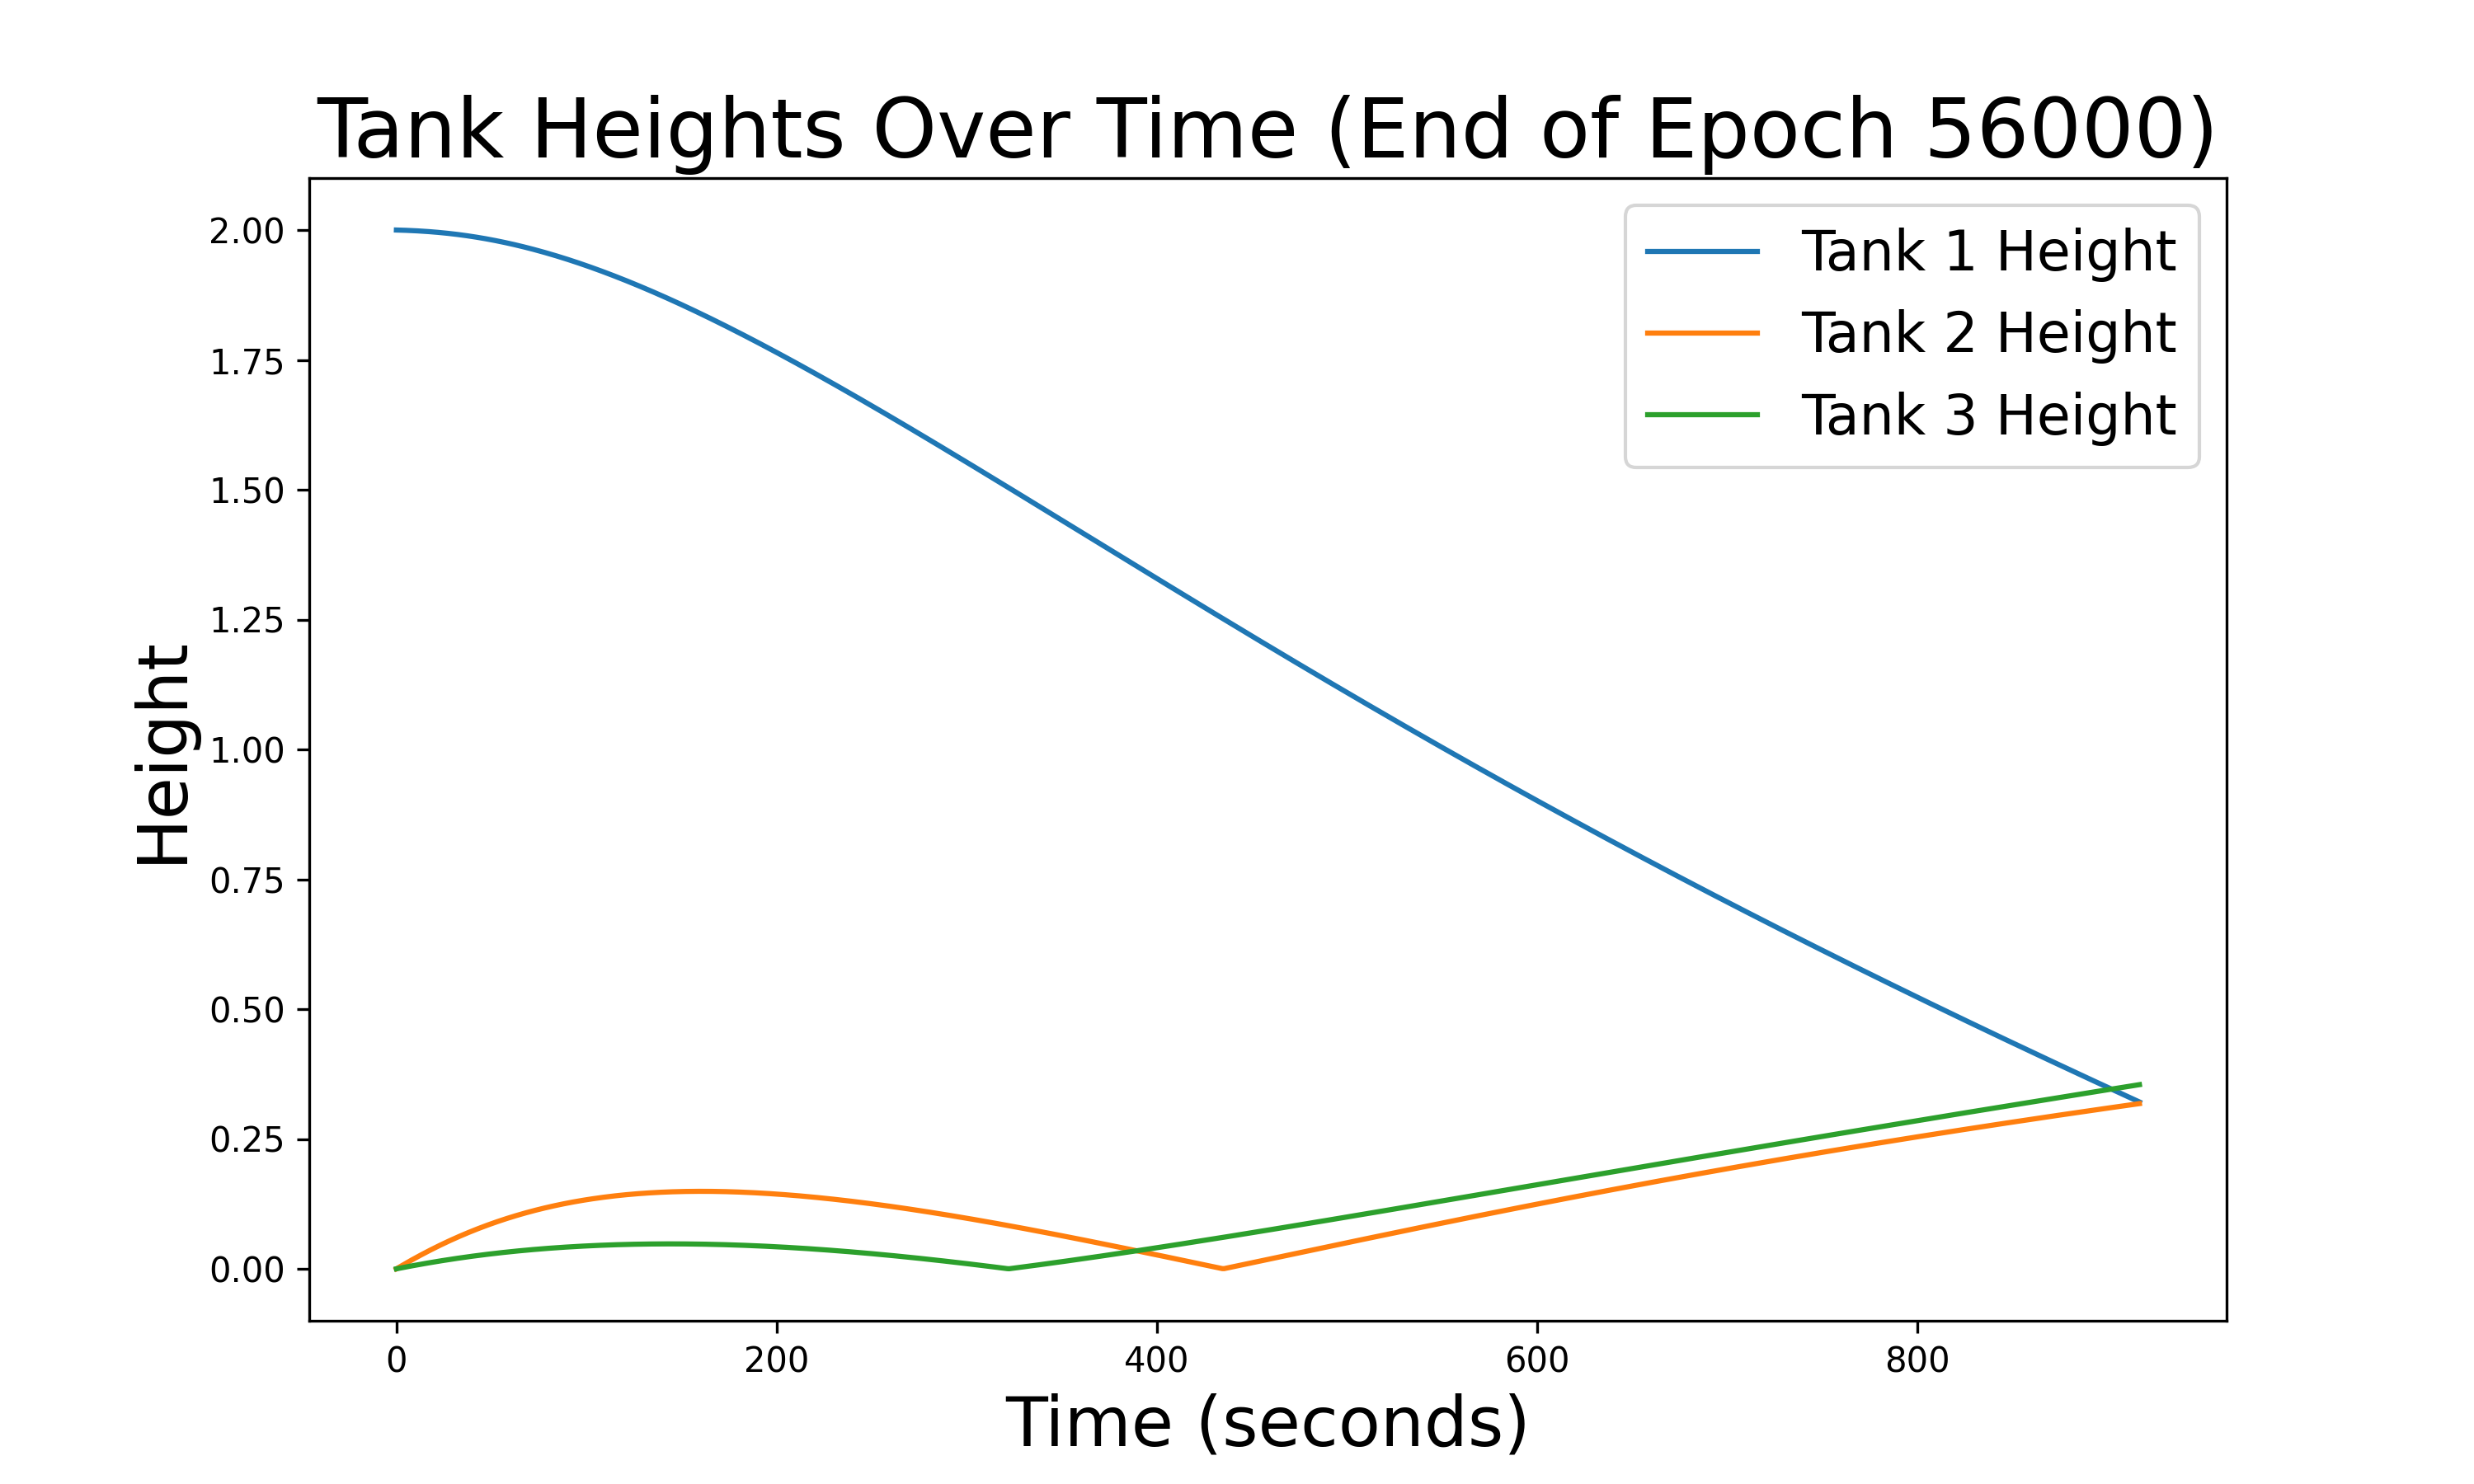 Tank Heights Over Time (End of Epoch 56000)
Tank 1 Height
Tank 2 Height
Tank 3 Height
Height
2.00
1.75
1.50
1.25
1.00
0.75
0.50
0.25
0.00
0 200 400 600 800
Time (seconds)